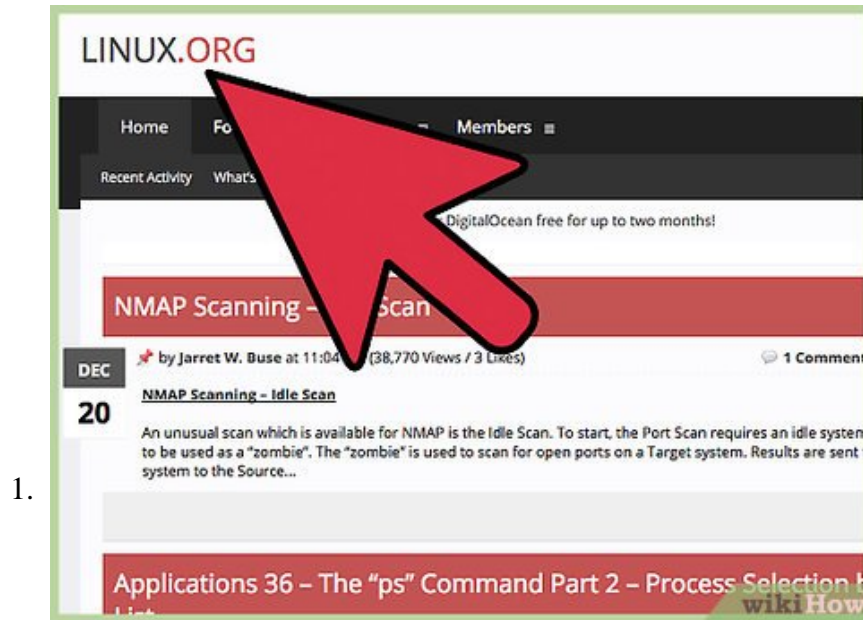 LINUX.ORG
Home Fo Members
Recent Activity What's
DigitalOcean free for up to two months!
NMAP Scanning – Scan
DEC
20
by Jarret W. Buse at 11:04 (38,770 Views / 3 Likes) 1 Comment
NMAP Scanning – Idle Scan
An unusual scan which is available for NMAP is the Idle Scan. To start, the Port Scan requires an idle system
to be used as a "zombie". The "zombie" is used to scan for open ports on a Target system. Results are sent
system to the Source...
1.
Applications 36 – The "ps" Command Part 2 – Process Selection
wikiHow